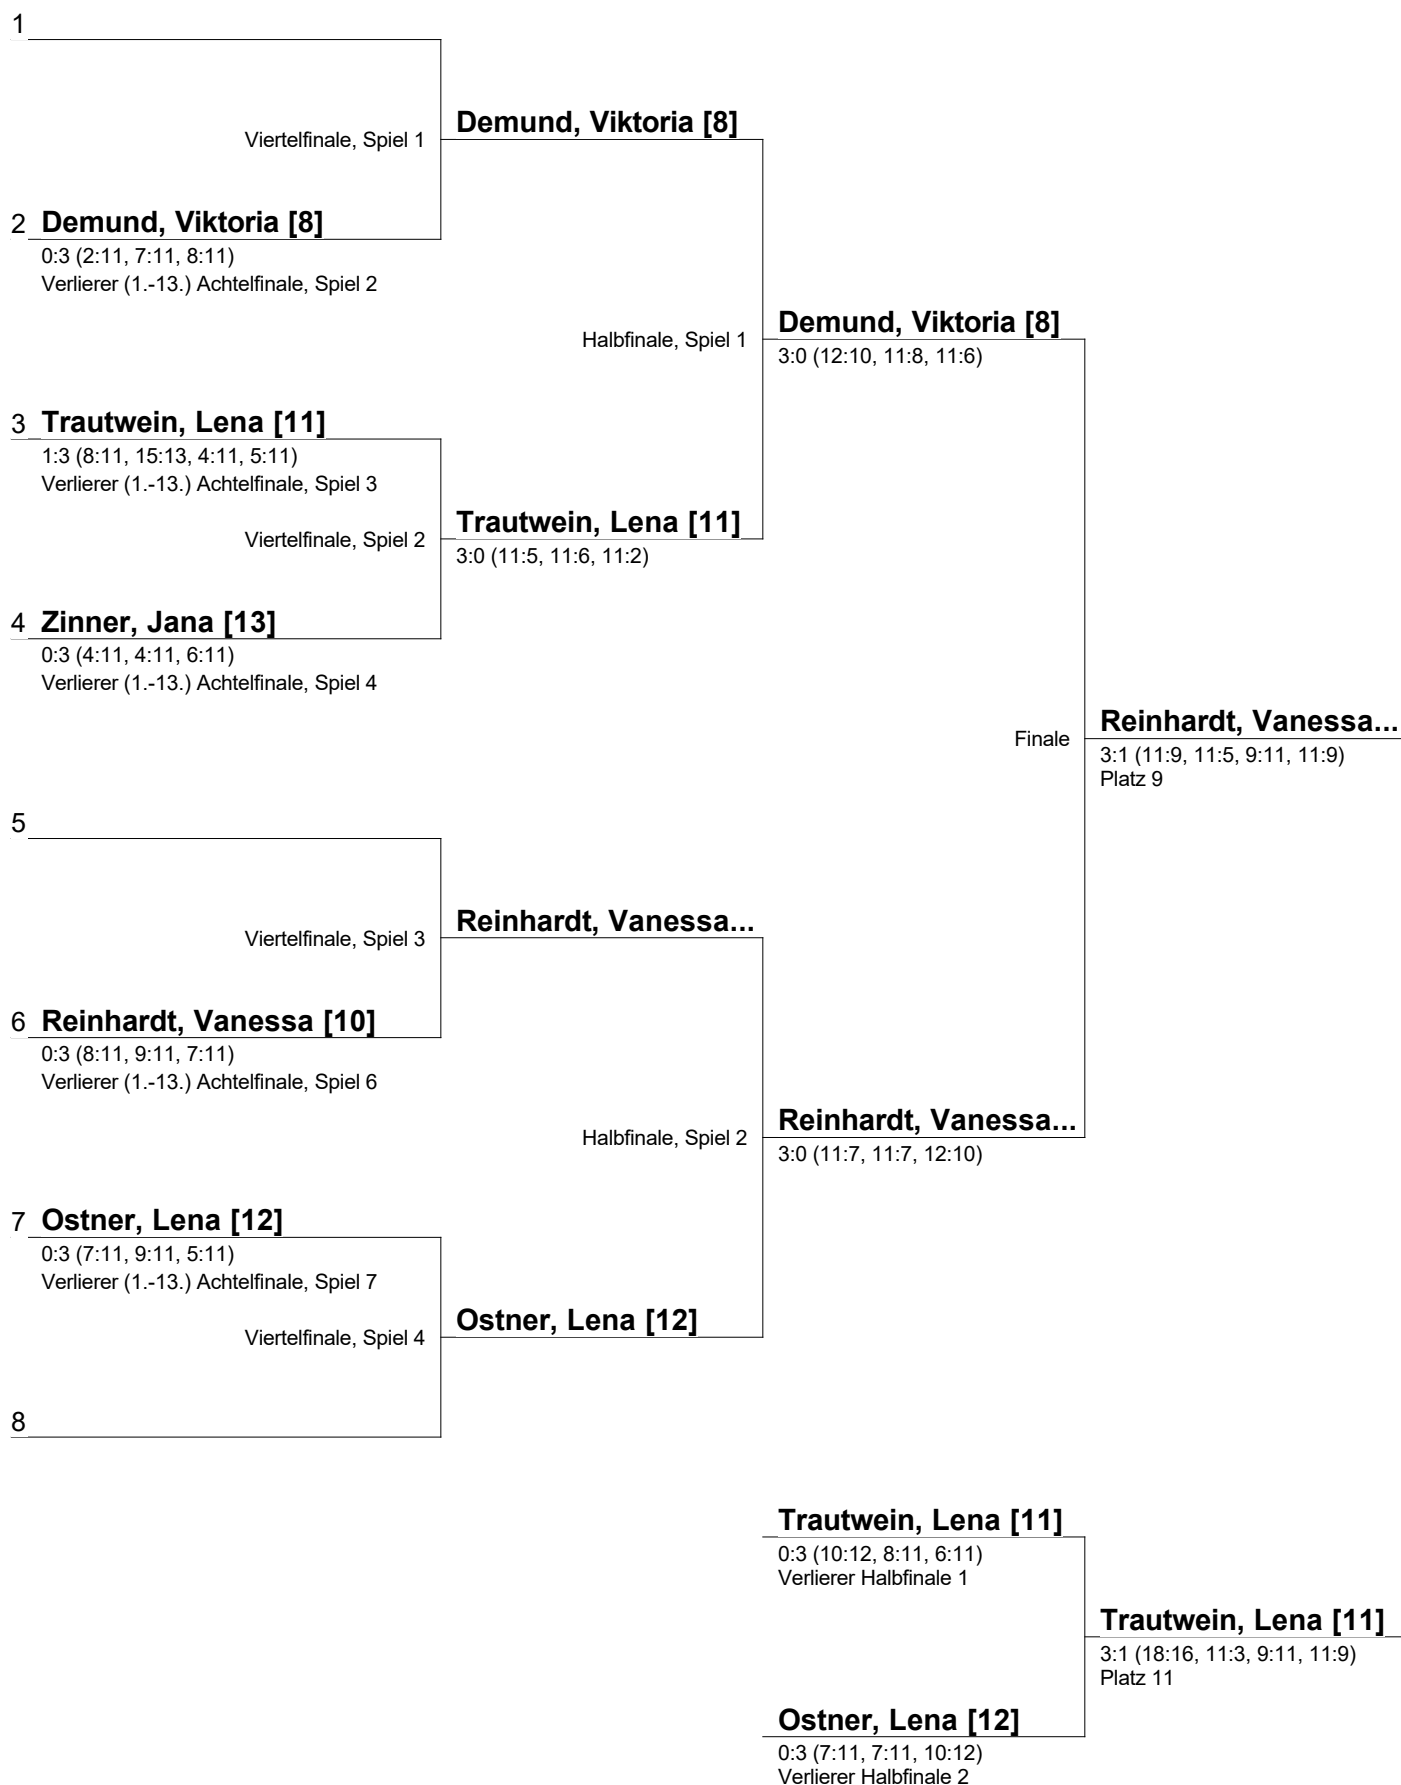 1
Demund, Viktoria [8]
Viertelfinale, Spiel 1
2 Demund, Viktoria [8]
0:3 (2:11, 7:11, 8:11)
Verlierer (1.-13.) Achtelfinale, Spiel 2
Demund, Viktoria [8]
Halbfinale, Spiel 1
3:0 (12:10, 11:8, 11:6)
3 Trautwein, Lena [11]
1:3 (8:11, 15:13, 4:11, 5:11)
Verlierer (1.-13.) Achtelfinale, Spiel 3
Trautwein, Lena [11]
Viertelfinale, Spiel 2
3:0 (11:5, 11:6, 11:2)
4 Zinner, Jana [13]
0:3 (4:11, 4:11, 6:11)
Verlierer (1.-13.) Achtelfinale, Spiel 4
Reinhardt, Vanessa...
Finale
3:1 (11:9, 11:5, 9:11, 11:9)
Platz 9
5
Reinhardt, Vanessa...
Viertelfinale, Spiel 3
6 Reinhardt, Vanessa [10]
0:3 (8:11, 9:11, 7:11)
Verlierer (1.-13.) Achtelfinale, Spiel 6
Reinhardt, Vanessa...
Halbfinale, Spiel 2
3:0 (11:7, 11:7, 12:10)
7 Ostner, Lena [12]
0:3 (7:11, 9:11, 5:11)
Verlierer (1.-13.) Achtelfinale, Spiel 7
Ostner, Lena [12]
Viertelfinale, Spiel 4
8
Trautwein, Lena [11]
0:3 (10:12, 8:11, 6:11)
Verlierer Halbfinale 1
Trautwein, Lena [11]
3:1 (18:16, 11:3, 9:11, 11:9)
Platz 11
Ostner, Lena [12]
0:3 (7:11, 7:11, 10:12)
Verlierer Halbfinale 2